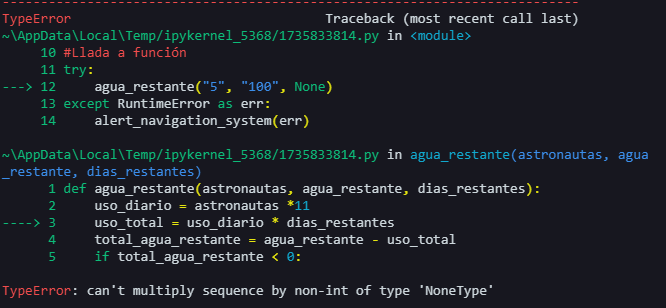 ---------------------------------------------------------------------------
TypeError                                 Traceback (most recent call last)
~\AppData\Local\Temp/ipykernel_5368/1735833814.py in <module>
     10 #Llada a función
     11 try:
---> 12     agua_restante("5", "100", None)
     13 except RuntimeError as err:
     14     alert_navigation_system(err)

~\AppData\Local\Temp/ipykernel_5368/1735833814.py in agua_restante(astronautas, agua
_restante, dias_restantes)
      1 def agua_restante(astronautas, agua_restante, dias_restantes):
      2     uso_diario = astronautas *11
----> 3     uso_total = uso_diario * dias_restantes
      4     total_agua_restante = agua_restante - uso_total
      5     if total_agua_restante < 0:

TypeError: can't multiply sequence by non-int of type 'NoneType'